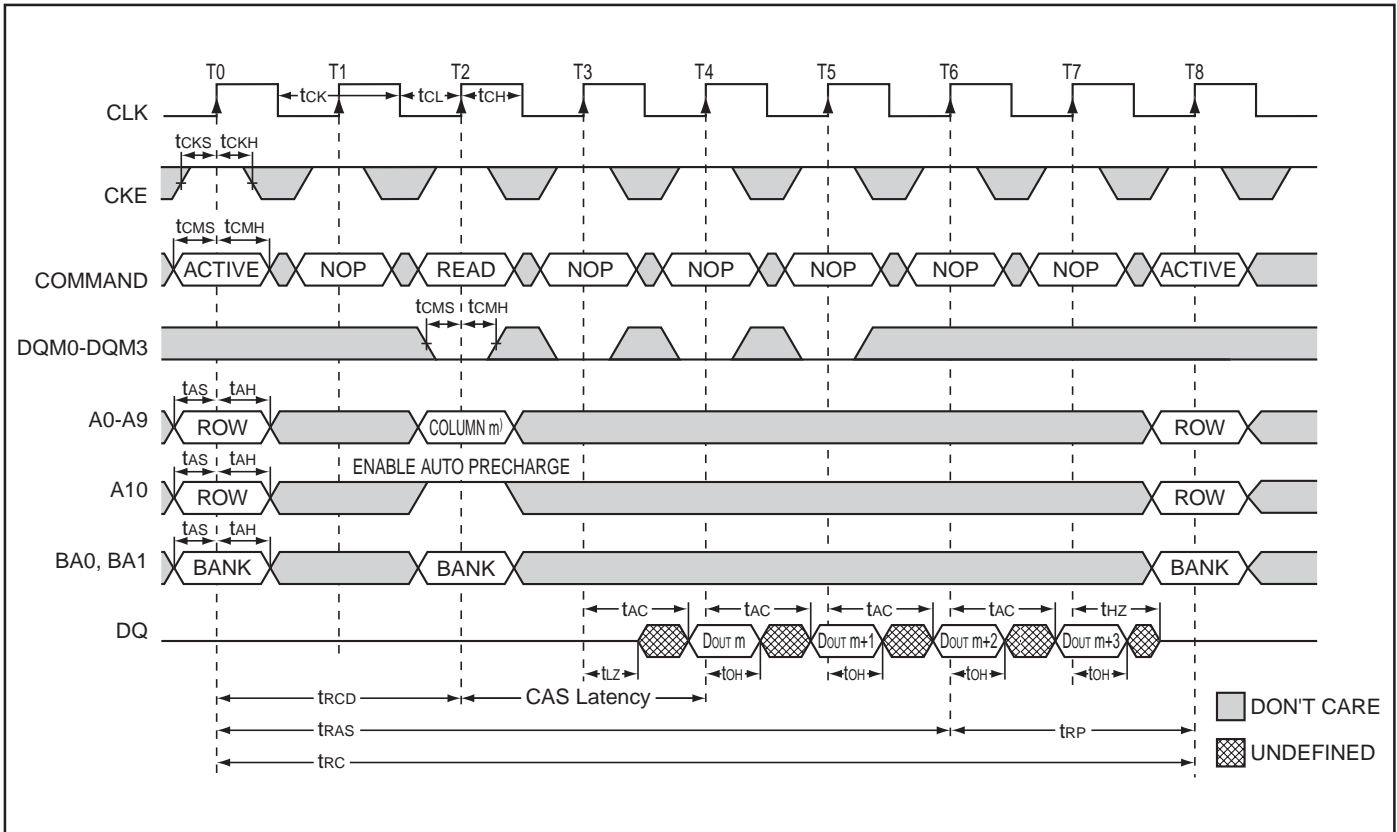 T0 T1 T2 T3 T4 T5 T6 T7 T8
tCK tCL tCH
CLK
tCKS tCKH
CKE
tCMS tCMH
COMMAND ACTIVE NOP READ NOP NOP NOP NOP NOP ACTIVE
tCMS tCMH
DQM0-DQM3
tAS tAH
A0-A9 ROW COLUMN m) ROW
tAS tAH ENABLE AUTO PRECHARGE
A10 ROW ROW
tAS tAH
BA0, BA1 BANK BANK BANK
tAC tAC tAC tAC tHZ
DQ DOUT m DOUT m+1 DOUT m+2 DOUT m+3
tLZ tOH tOH tOH tOH
tRCD CAS Latency
DON'T CARE
tRAS tRP
UNDEFINED
tRC